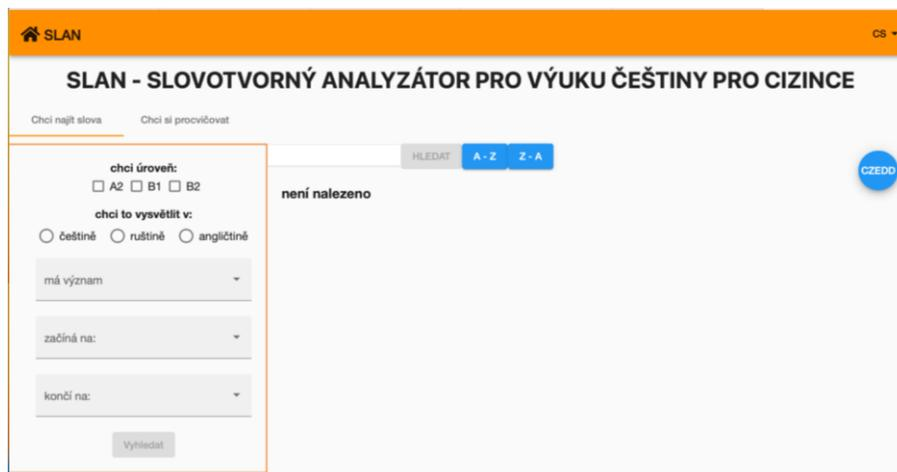 SLAN
CS
SLAN - SLOVOTVORNÝ ANALYZÁTOR PRO VÝUKU ČEŠTINY PRO CIZINCE
Chci najít slova
Chci si procvičovat
HLEDAT
A - Z
Z - A
CZEDD
není nalezeno
chci úroveň:
A2 B1 B2
chci to vysvětlit v:
češtině ruštině angličtině
má význam
začíná na:
končí na:
Vyhledat